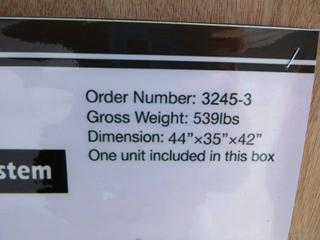 Order Number: 3245-3
Gross Weight: 539lbs
Dimension: 44"×35"×42"
One unit included in this box
stem